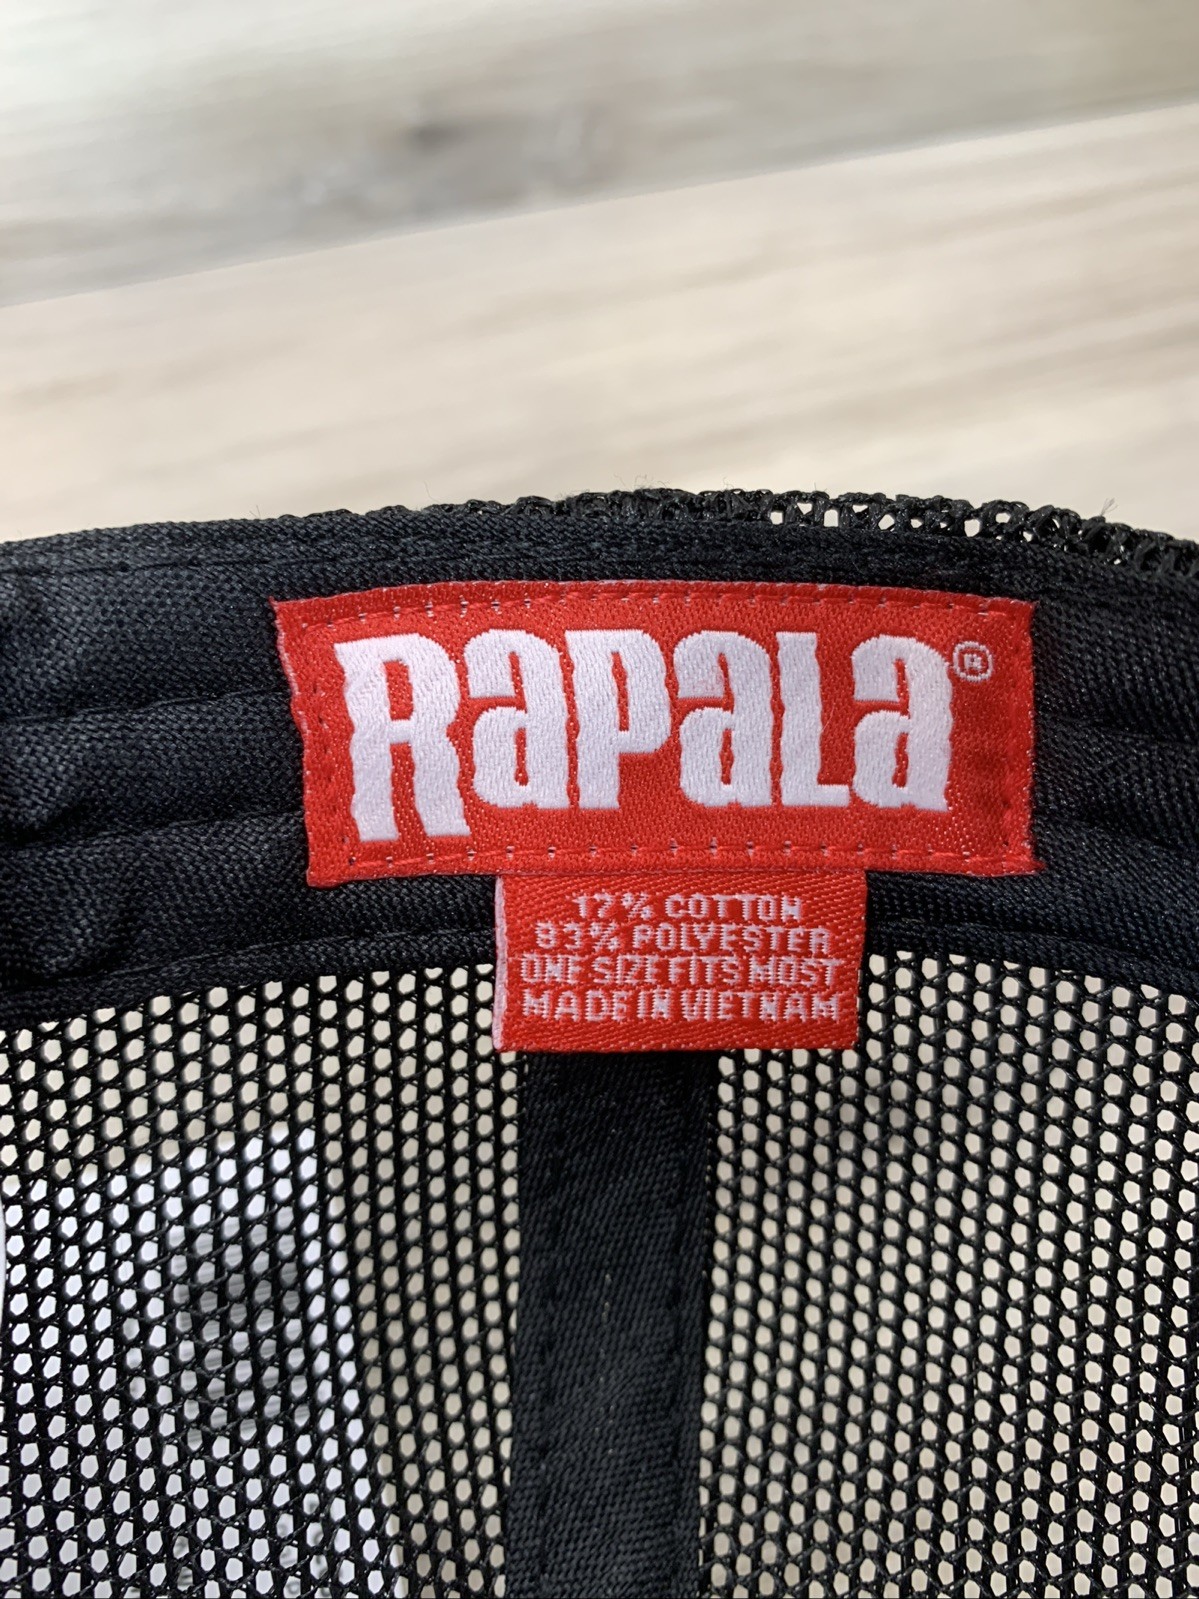 Rapala®
17% COTTON
83% POLYESTER
ONE SIZE FITS MOST
MADE IN VIETNAM